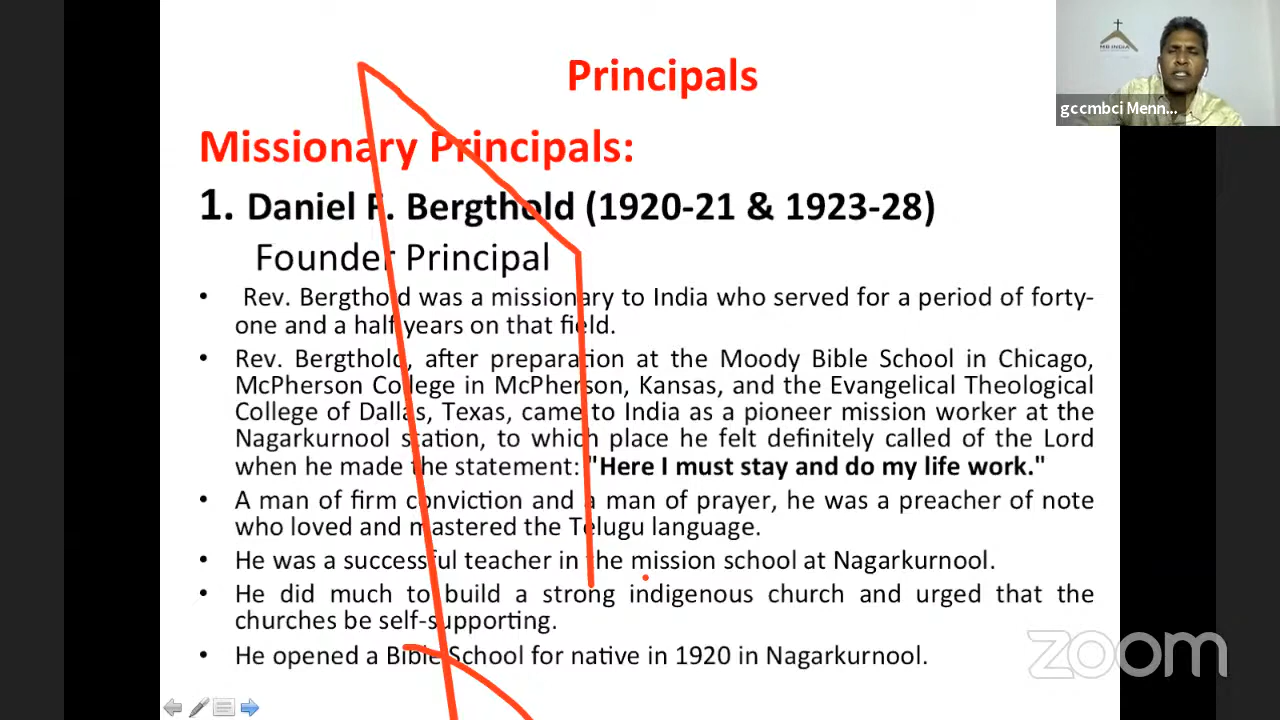 Principals
MB INDIA
gccmbci Menn...
Missionary Principals:
1. Daniel F. Bergthold (1920-21 & 1923-28)
Founder Principal
• Rev. Bergthold was a missionary to India who served for a period of forty-
one and a half years on that field.
• Rev. Bergthold, after preparation at the Moody Bible School in Chicago,
McPherson College in McPherson, Kansas, and the Evangelical Theological
College of Dallas, Texas, came to India as a pioneer mission worker at the
Nagarkurnool station, to which place he felt definitely called of the Lord
when he made the statement: "Here I must stay and do my life work."
• A man of firm conviction and a man of prayer, he was a preacher of note
who loved and mastered the Telugu language.
• He was a successful teacher in the mission school at Nagarkurnool.
• He did much to build a strong indigenous church and urged that the
churches be self-supporting.
• He opened a Bible School for native in 1920 in Nagarkurnool.
zoom